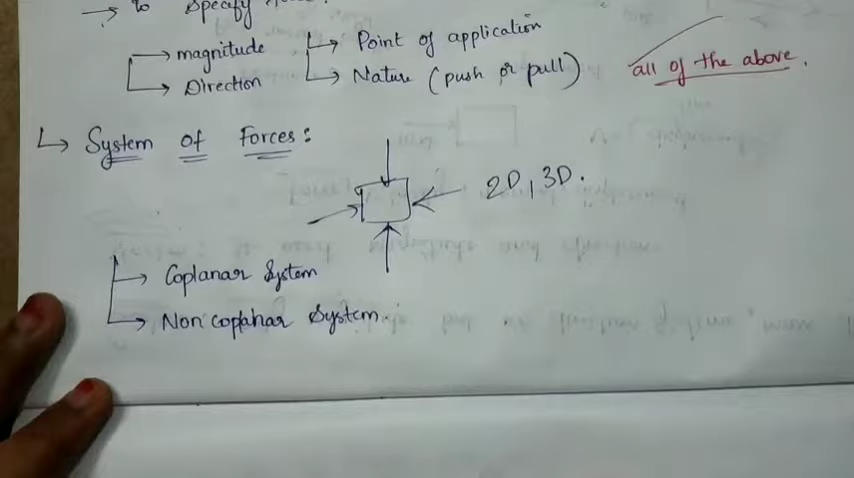 → to Specify
→ magnitude
→ Direction
→ Point of application
→ Nature (push or pull)
all of the above.
↳ System of Forces:
2D, 3D.
→ Coplanar System
→ Non coplanar System.